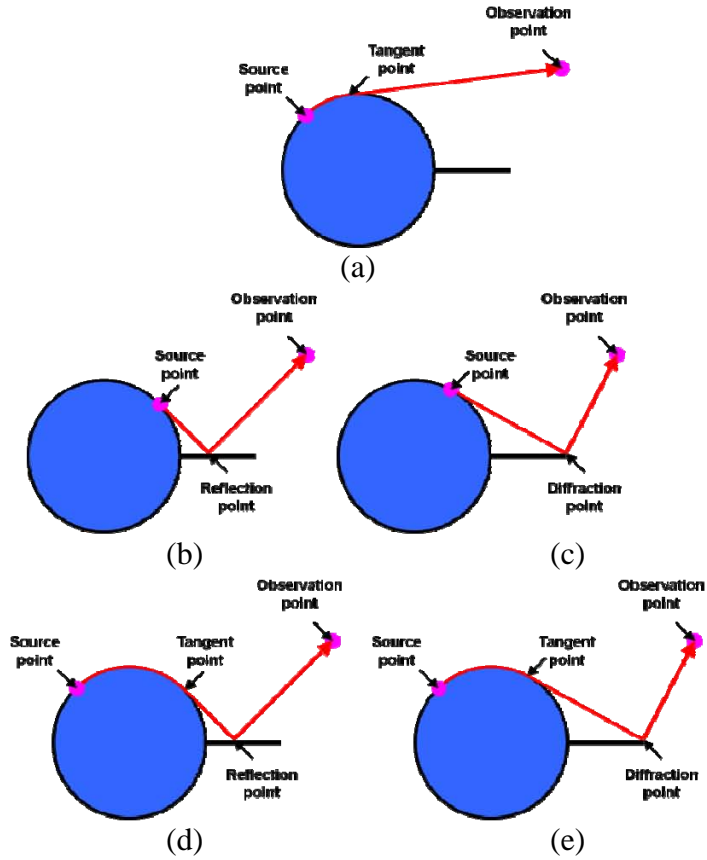 Observation
point
Tangent
point
Source
point
(a)
Observation
point
Source
point
Reflection
point
(b)
Observation
point
Source
point
Diffraction
point
(c)
Observation
point
Source
point
Tangent
point
Reflection
point
(d)
Observation
point
Source
point
Tangent
point
Diffraction
point
(e)